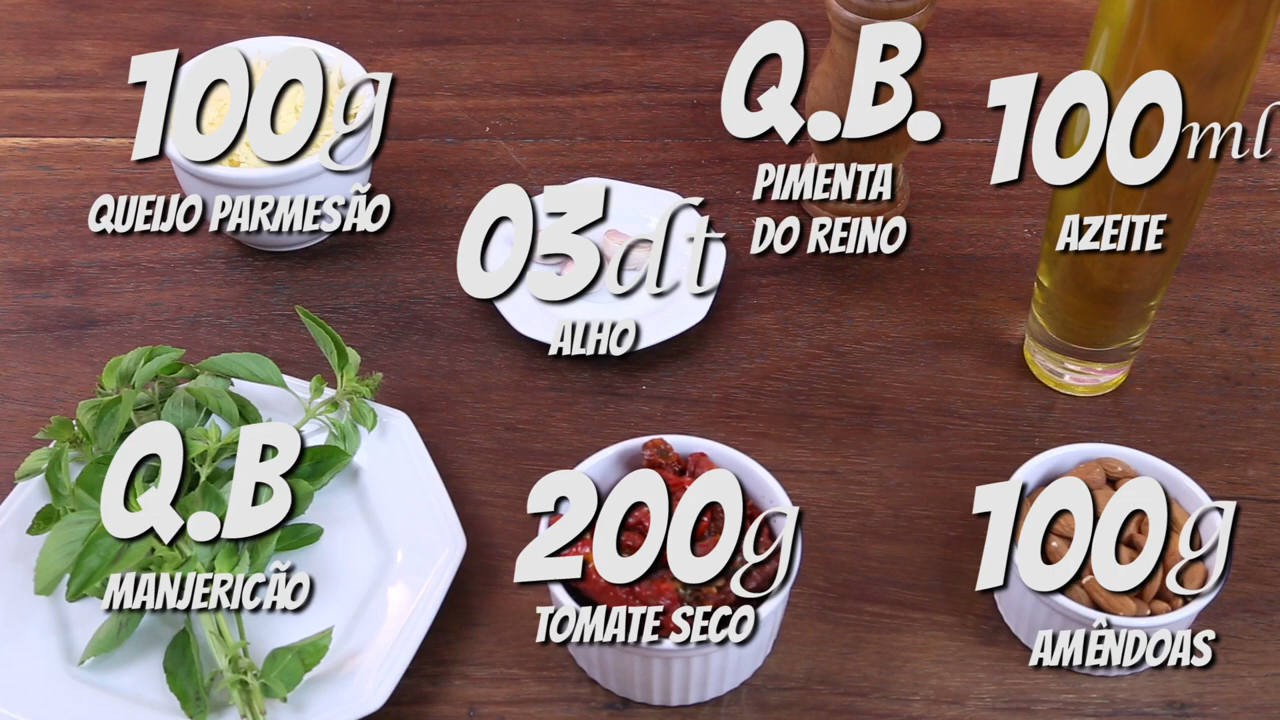 100g
QUEIJO PARMESÃO
03dt
ALHO
Q.B.
PIMENTA
DO REINO
100ml
AZEITE
Q.B
MANJERICÃO
200g
TOMATE SECO
100g
AMÊNDOAS